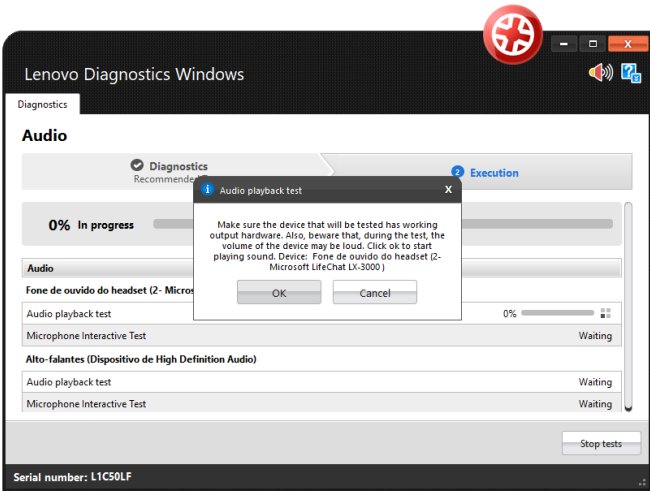 Lenovo Diagnostics Windows
Diagnostics
Audio
Diagnostics
Recommended
2 Execution
0% In progress
Audio playback test
X
Make sure the device that will be tested has working
output hardware. Also, beware that, during the test, the
volume of the device may be loud. Click ok to start
playing sound. Device: Fone de ouvido do headset (2-
Microsoft LifeChat LX-3000 )
OK Cancel
Audio
Fone de ouvido do headset (2- Micros
Audio playback test 0%
Microphone Interactive Test Waiting
Alto-falantes (Dispositivo de High Definition Audio)
Audio playback test Waiting
Microphone Interactive Test Waiting
Stop tests
Serial number: L1C50LF